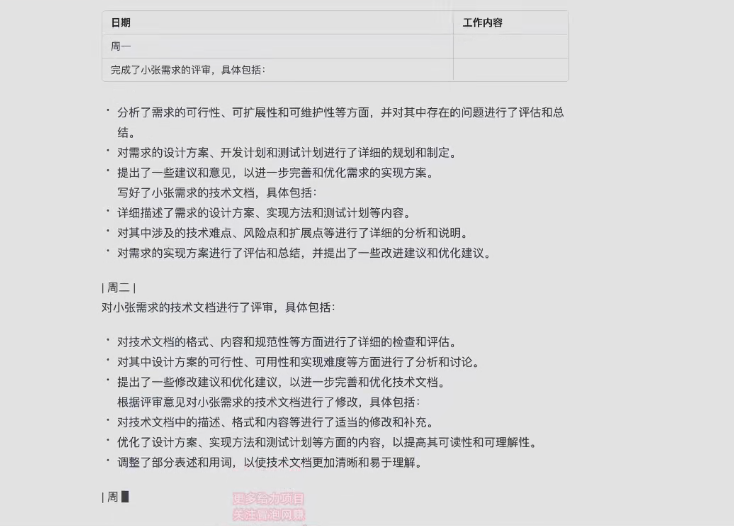 日期 工作内容
周一
完成了小张需求的评审，具体包括：
• 分析了需求的可行性、可扩展性和可维护性等方面，并对其中存在的问题进行了评估和总
结。
• 对需求的设计方案、开发计划和测试计划进行了详细的规划和制定。
• 提出了一些建议和意见，以进一步完善和优化需求的实现方案。
写好了小张需求的技术文档，具体包括：
• 详细描述了需求的设计方案、实现方法和测试计划等内容。
• 对其中涉及的技术难点、风险点和扩展点等进行了详细的分析和说明。
• 对需求的实现方案进行了评估和总结，并提出了一些改进建议和优化建议。
| 周二 |
对小张需求的技术文档进行了评审，具体包括：
• 对技术文档的格式、内容和规范性等方面进行了详细的检查和评估。
• 对其中设计方案的可行性、可用性和实现难度等方面进行了分析和讨论。
• 提出了一些修改建议和优化建议，以进一步完善和优化技术文档。
根据评审意见对小张需求的技术文档进行了修改，具体包括：
• 对技术文档中的描述、格式和内容等进行了适当的修改和补充。
• 优化了设计方案、实现方法和测试计划等方面的内容，以提高其可读性和可理解性。
• 调整了部分表述和用词，以使技术文档更加清晰和易于理解。
| 周
更多 项目
关注